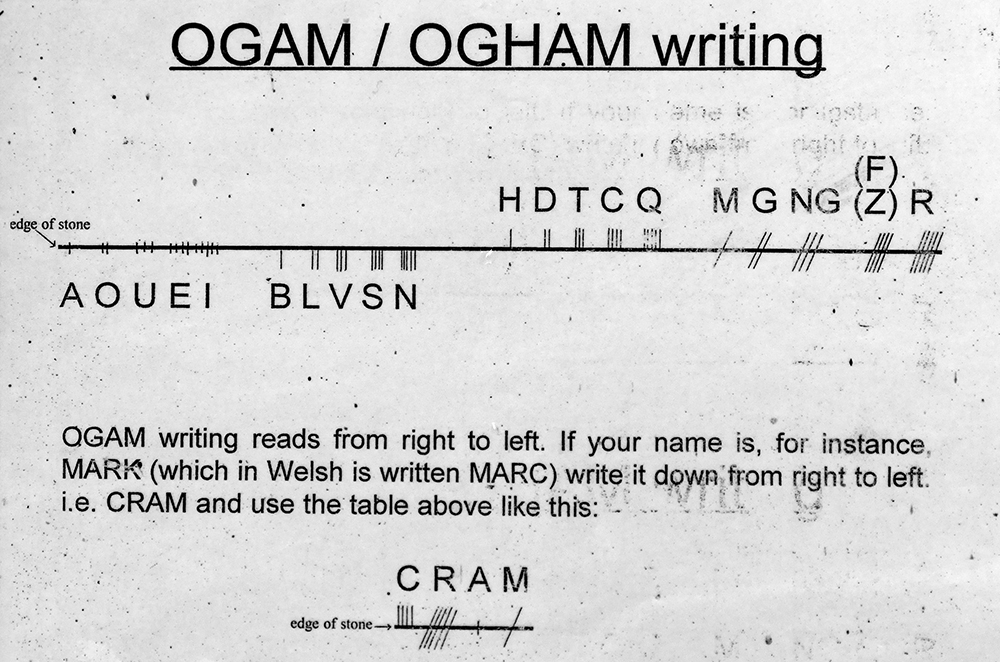 OGAM / OGHAM writing
(F)
H D T C Q M G NG (Z) R
edge of stone
A O U E I B L V S N
OGAM writing reads from right to left. If your name is, for instance,
MARK (which in Welsh is written MARC) write it down from right to left.
i.e. CRAM and use the table above like this:
C R A M
edge of stone